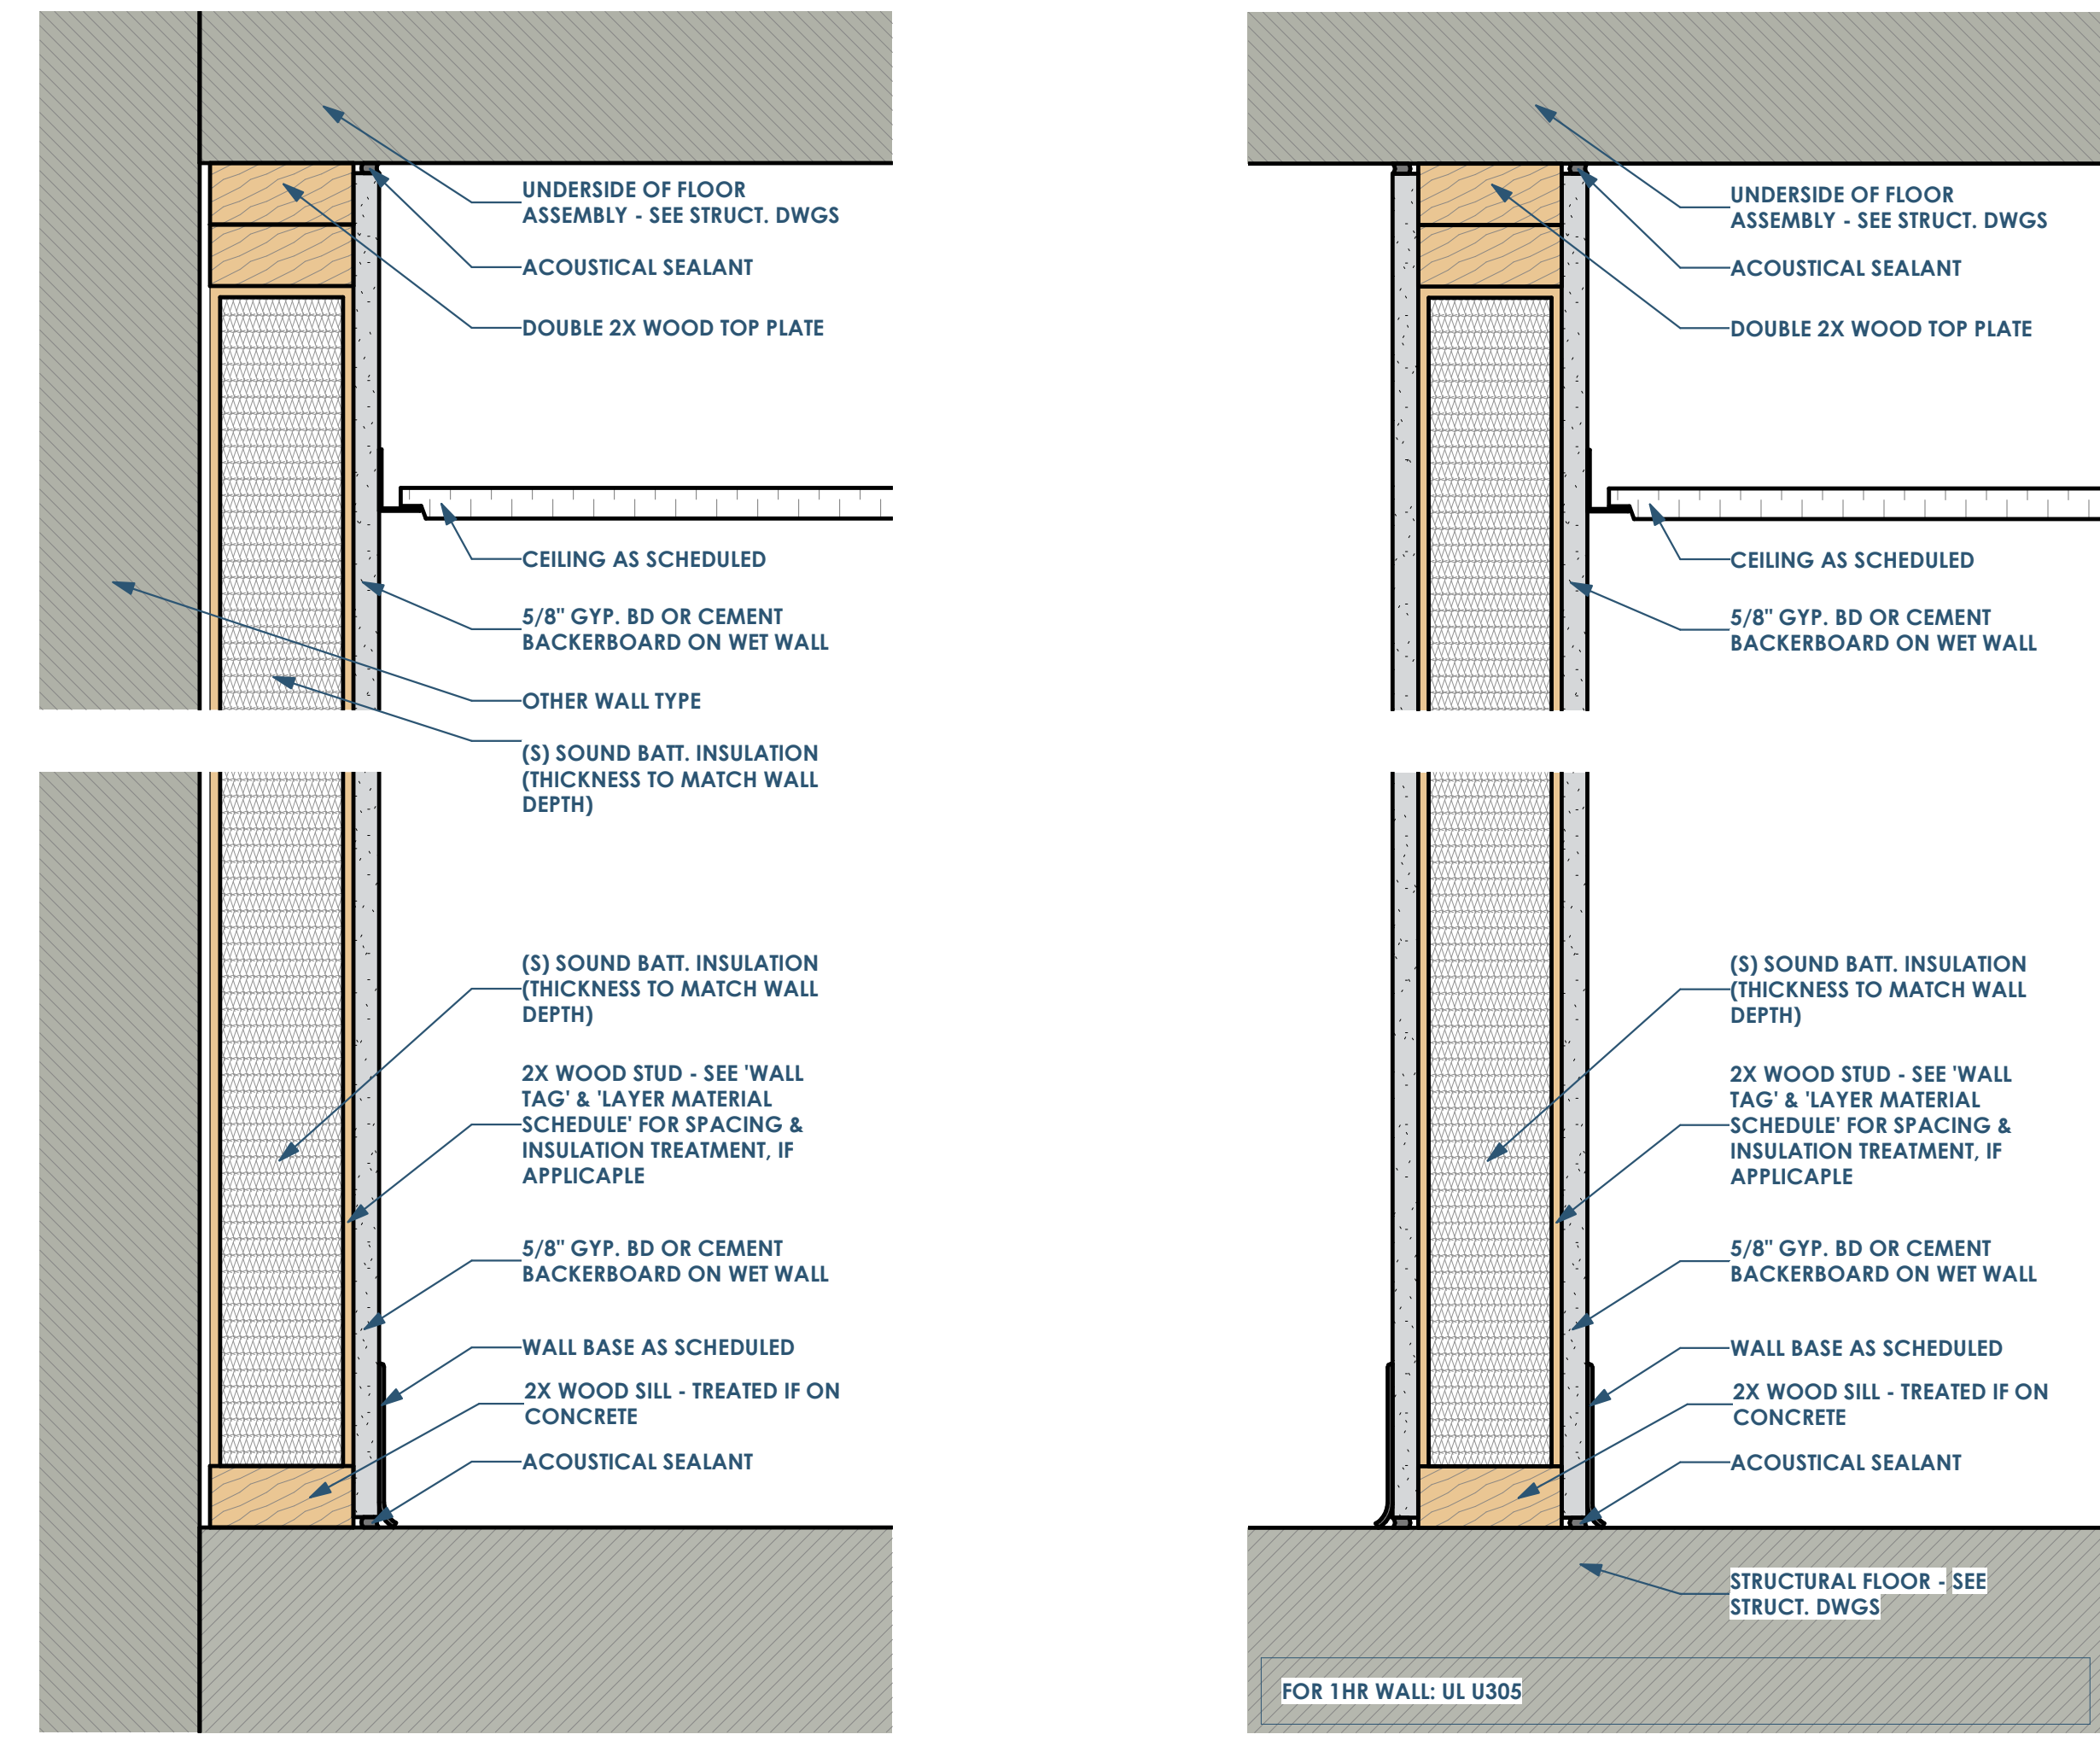 UNDERSIDE OF FLOOR
ASSEMBLY - SEE STRUCT. DWGS
ACOUSTICAL SEALANT
DOUBLE 2X WOOD TOP PLATE
CEILING AS SCHEDULED
5/8" GYP. BD OR CEMENT
BACKERBOARD ON WET WALL
OTHER WALL TYPE
(S) SOUND BATT. INSULATION
(THICKNESS TO MATCH WALL
DEPTH)
(S) SOUND BATT. INSULATION
(THICKNESS TO MATCH WALL
DEPTH)
2X WOOD STUD - SEE 'WALL
TAG' & 'LAYER MATERIAL
SCHEDULE' FOR SPACING &
INSULATION TREATMENT, IF
APPLICAPLE
5/8" GYP. BD OR CEMENT
BACKERBOARD ON WET WALL
WALL BASE AS SCHEDULED
2X WOOD SILL - TREATED IF ON
CONCRETE
ACOUSTICAL SEALANT
UNDERSIDE OF FLOOR
ASSEMBLY - SEE STRUCT. DWGS
ACOUSTICAL SEALANT
DOUBLE 2X WOOD TOP PLATE
CEILING AS SCHEDULED
5/8" GYP. BD OR CEMENT
BACKERBOARD ON WET WALL
(S) SOUND BATT. INSULATION
(THICKNESS TO MATCH WALL
DEPTH)
2X WOOD STUD - SEE 'WALL
TAG' & 'LAYER MATERIAL
SCHEDULE' FOR SPACING &
INSULATION TREATMENT, IF
APPLICAPLE
5/8" GYP. BD OR CEMENT
BACKERBOARD ON WET WALL
WALL BASE AS SCHEDULED
2X WOOD SILL - TREATED IF ON
CONCRETE
ACOUSTICAL SEALANT
STRUCTURAL FLOOR - SEE
STRUCT. DWGS
FOR 1HR WALL: UL U305